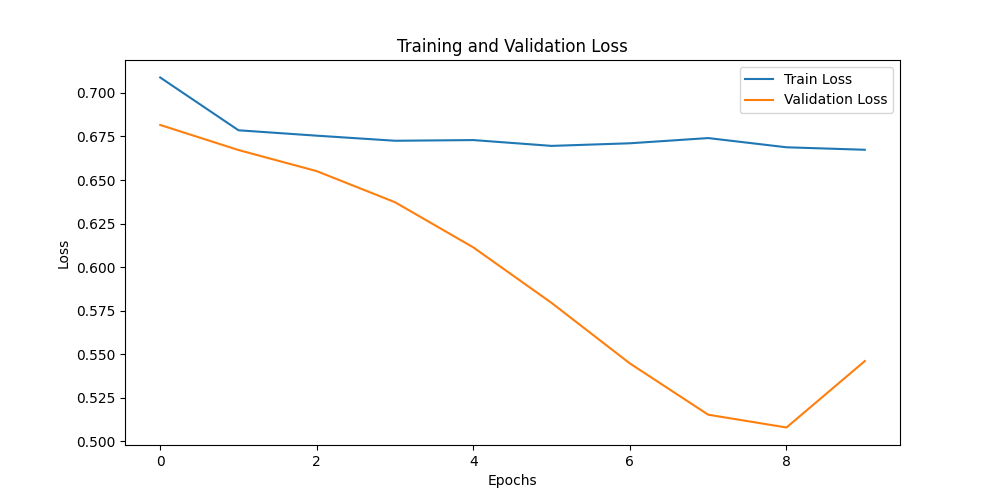 Training and Validation Loss
Train Loss
Validation Loss
0.700
0.675
0.650
0.625
0.600
0.575
0.550
0.525
0.500
Loss
0 2 4 6 8
Epochs